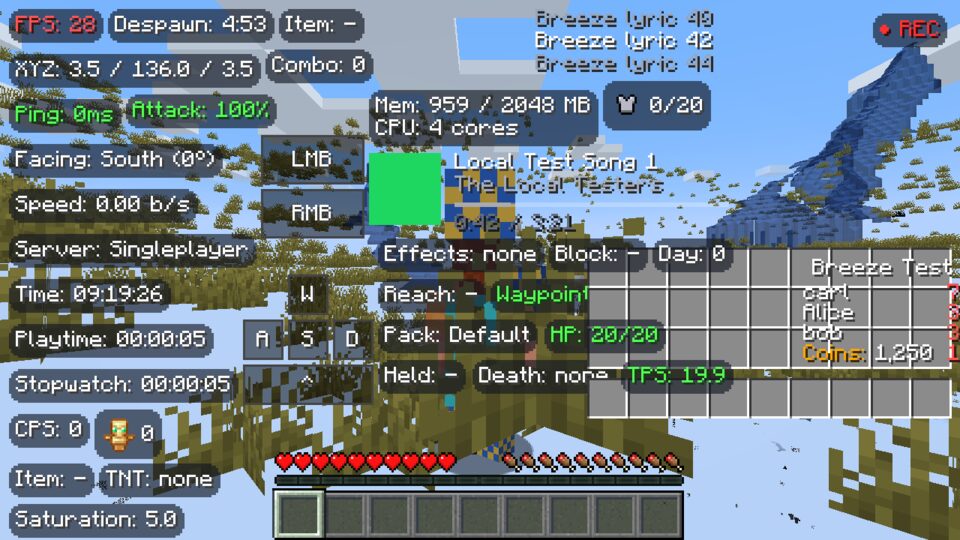 FPS: 28
Despawn: 4:53
Item: -
Breeze lyric 40
Breeze lyric 42
Breeze lyric 44
REC
XYZ: 3.5 / 136.0 / 3.5
Combo: 0
Ping: 0ms
Attack: 100%
Mem: 959 / 2048 MB
CPU: 4 cores
0/20
Facing: South (0°)
LMB
Local Test Song 1
The Local Tester's
Speed: 0.00 b/s
RMB
0:42 / 3:21
Server: Singleplayer
Effects: none
Block: -
Day: 0
Breeze Test
Time: 09:19:26
W
Reach: -
Waypoint
carl
Alice
Playtime: 00:00:05
A
S
D
Pack: Default
HP: 20/20
bob
Coins: 1,250
Stopwatch: 00:00:05
^
Held: -
Death: none
TPS: 19.9
CPS: 0
0
Item: -
TNT: none
Saturation: 5.0